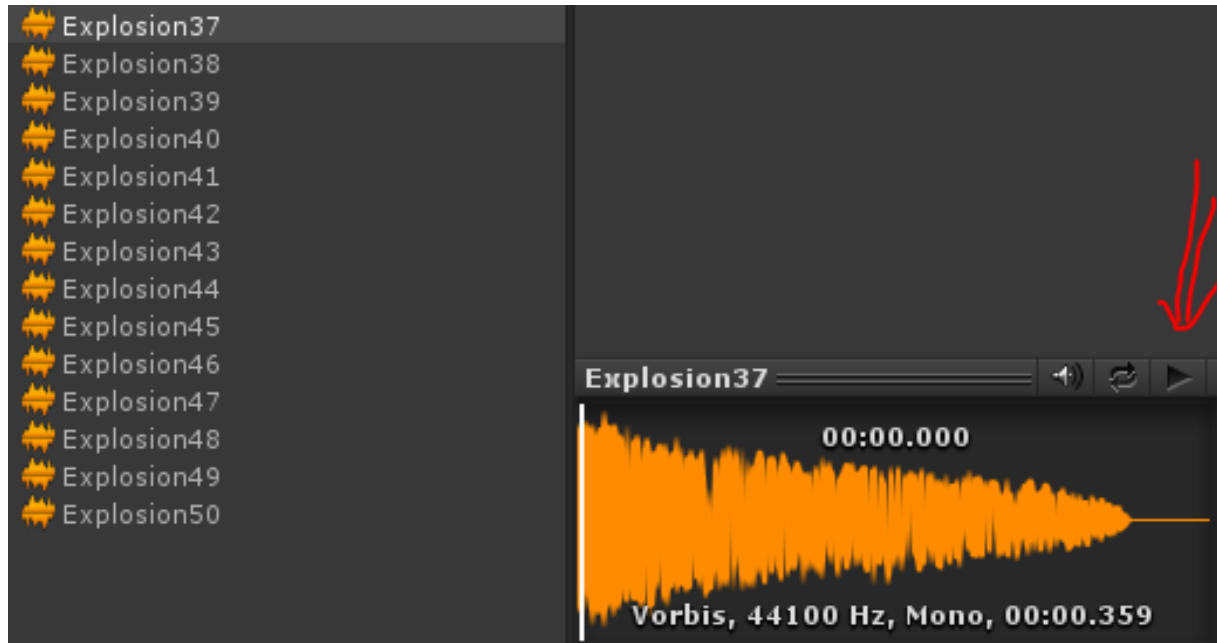 Explosion37
Explosion38
Explosion39
Explosion40
Explosion41
Explosion42
Explosion43
Explosion44
Explosion45
Explosion46
Explosion47
Explosion48
Explosion49
Explosion50
Explosion37
00:00.000
Vorbis, 44100 Hz, Mono, 00:00.359